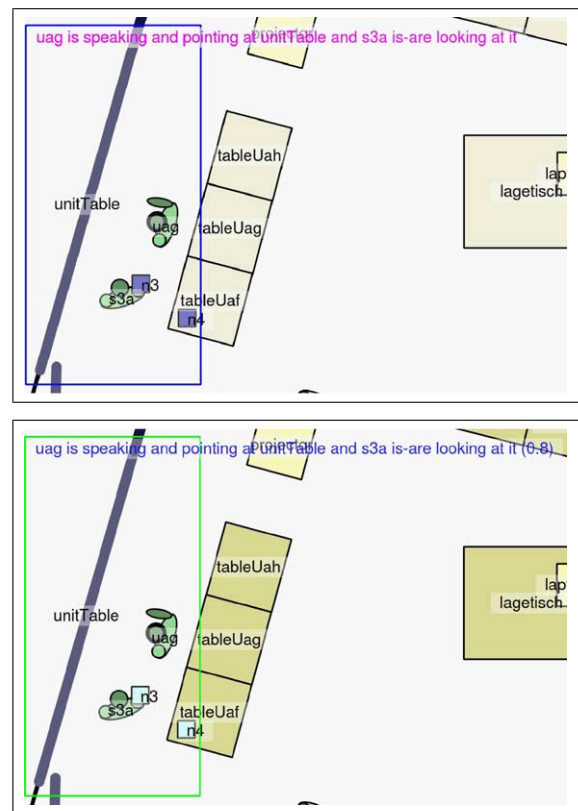 uag is speaking and pointing at unitTable and s3a is-are looking at it
projector
tableUah
lagetisch
unitTable
uag
tableUag
n3
s3a
tableUaf
n4
uag is speaking and pointing at unitTable and s3a is-are looking at it (0.8)
projector
tableUah
lagetisch
unitTable
uag
tableUag
n3
s3a
tableUaf
n4